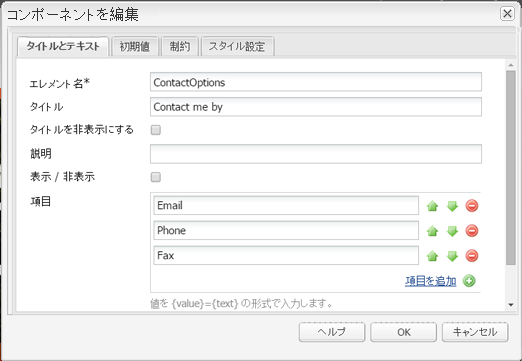 コンポーネントを編集
タイトルとテキスト 初期値 制約 スタイル設定
エレメント名* ContactOptions
タイトル Contact me by
タイトルを非表示にする
説明
表示 / 非表示
項目 Email
Phone
Fax
項目を追加
値を {value}={text} の形式で入力します。
ヘルプ OK キャンセル